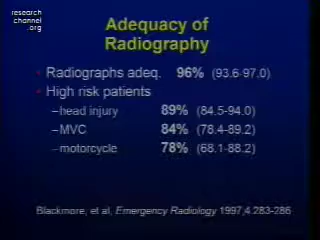 research
channel
.org
Adequacy of
Radiography
• Radiographs adeq. 96% (93.6-97.0)
• High risk patients
–head injury 89% (84.5-94.0)
–MVC 84% (78.4-89.2)
–motorcycle 78% (68.1-88.2)
Blackmore, et al, Emergency Radiology 1997;4:283-286